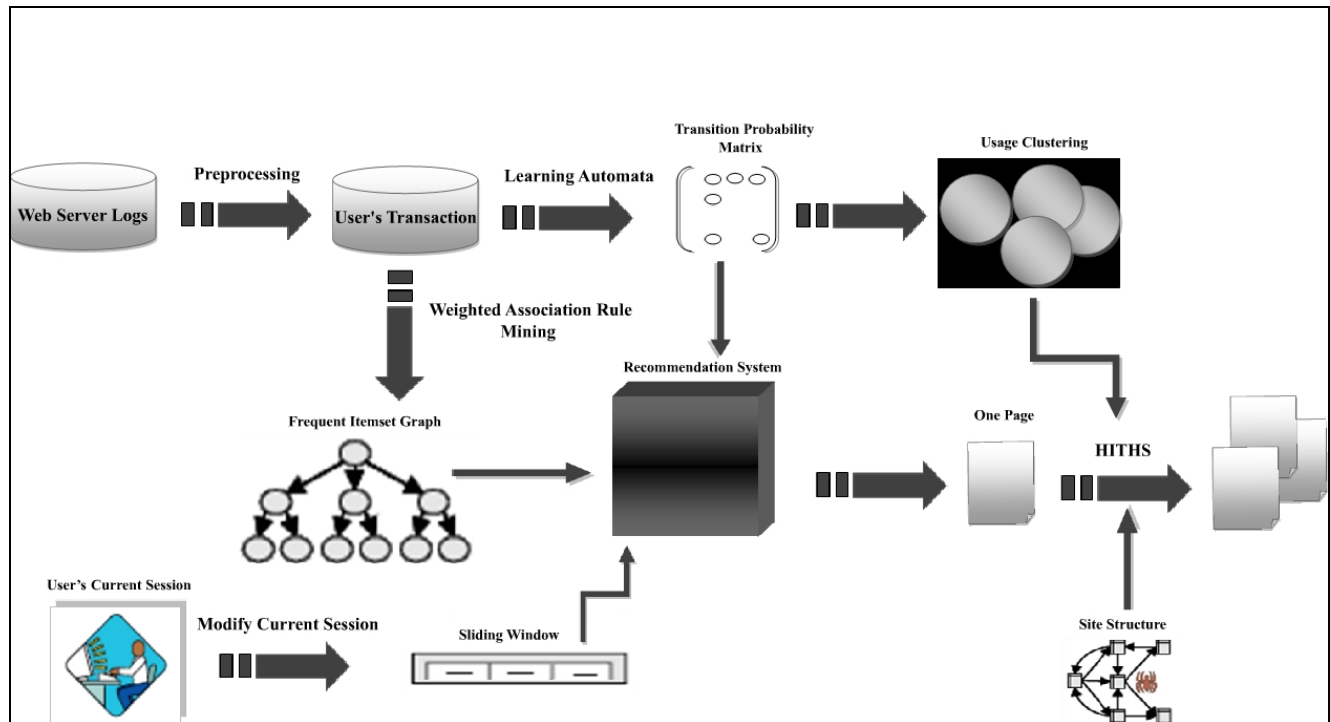 Transition Probability
Matrix
Usage Clustering
Preprocessing
Learning Automata
Web Server Logs
User's Transaction
Weighted Association Rule
Mining
Recommendation System
Frequent Itemset Graph
One Page
HITHS
User's Current Session
Modify Current Session
Sliding Window
Site Structure